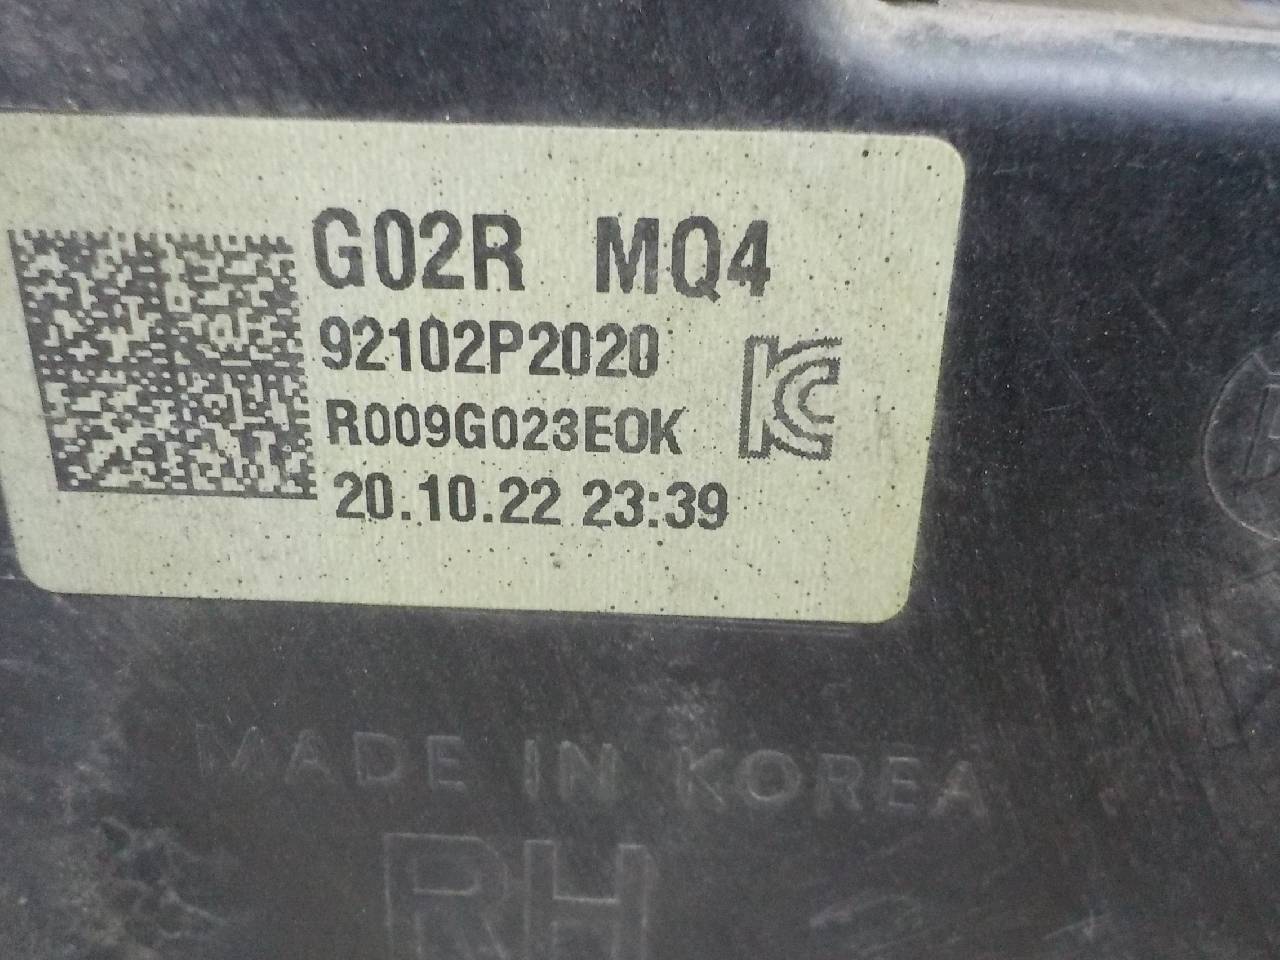 G02R MQ4
92102P2020
R009G023EOK
20.10.22 23:39
MADE IN KOREA
RH